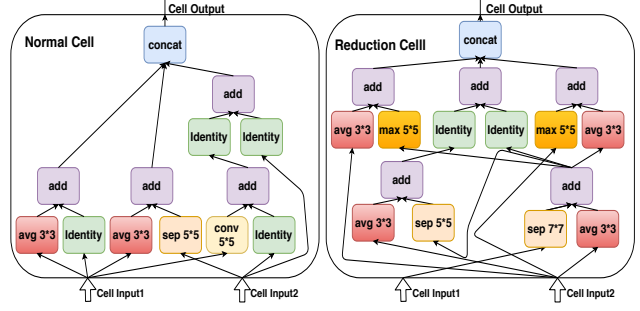 Cell Output
Normal Cell
concat
add
Identity
Identity
add
add
add
avg 3*3
Identity
avg 3*3
sep 5*5
conv
5*5
Identity
Cell Input1
Cell Input2
Cell Output
Reduction Celll
concat
add
add
add
avg 3*3
max 5*5
Identity
Identity
max 5*5
avg 3*3
add
add
avg 3*3
sep 5*5
sep 7*7
avg 3*3
Cell Input1
Cell Input2